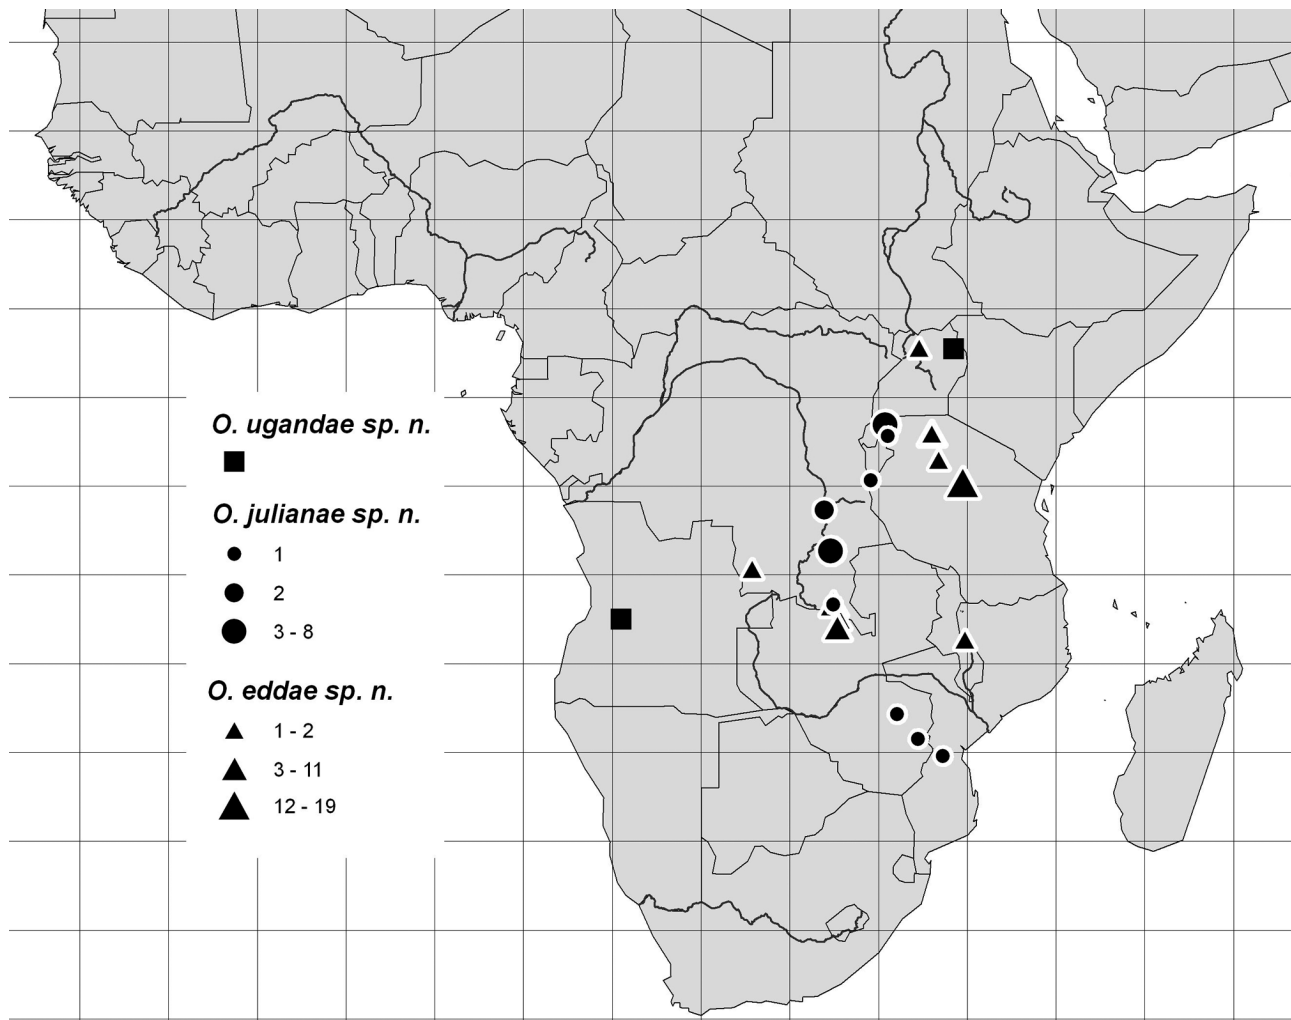 O. ugandae sp. n.
O. julianae sp. n.
1
2
3 - 8
O. eddae sp. n.
1 - 2
3 - 11
12 - 19